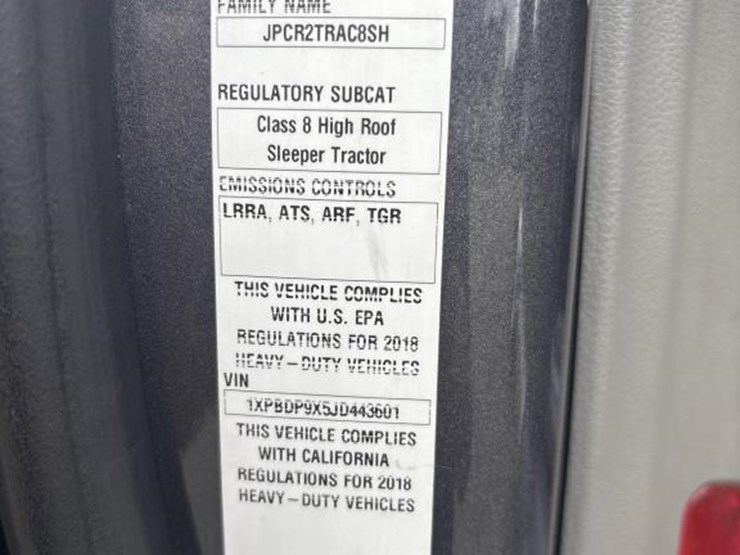 FAMILY NAME
JPCR2TRAC8SH
REGULATORY SUBCAT
Class 8 High Roof
Sleeper Tractor
EMISSIONS CONTROLS
LRRA, ATS, ARF, TGR
THIS VEHICLE COMPLIES
WITH U.S. EPA
REGULATIONS FOR 2018
HEAVY-DUTY VEHICLES
VIN
1XPBDP9X5JD443601
THIS VEHICLE COMPLIES
WITH CALIFORNIA
REGULATIONS FOR 2018
HEAVY-DUTY VEHICLES